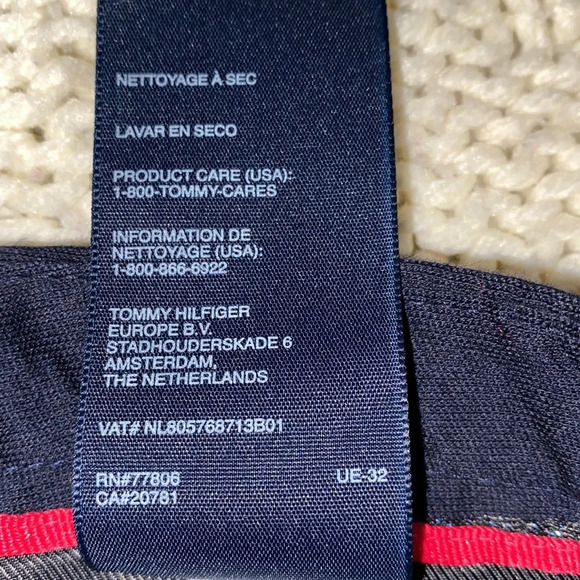 NETTOYAGE À SEC
LAVAR EN SECO
PRODUCT CARE (USA):
1-800-TOMMY-CARES
INFORMATION DE
NETTOYAGE (USA):
1-800-866-6922
TOMMY HILFIGER
EUROPE B.V.
STADHOUDERSKADE 6
AMSTERDAM,
THE NETHERLANDS
VAT# NL805768713B01
RN#77806 UE-32
CA#20781